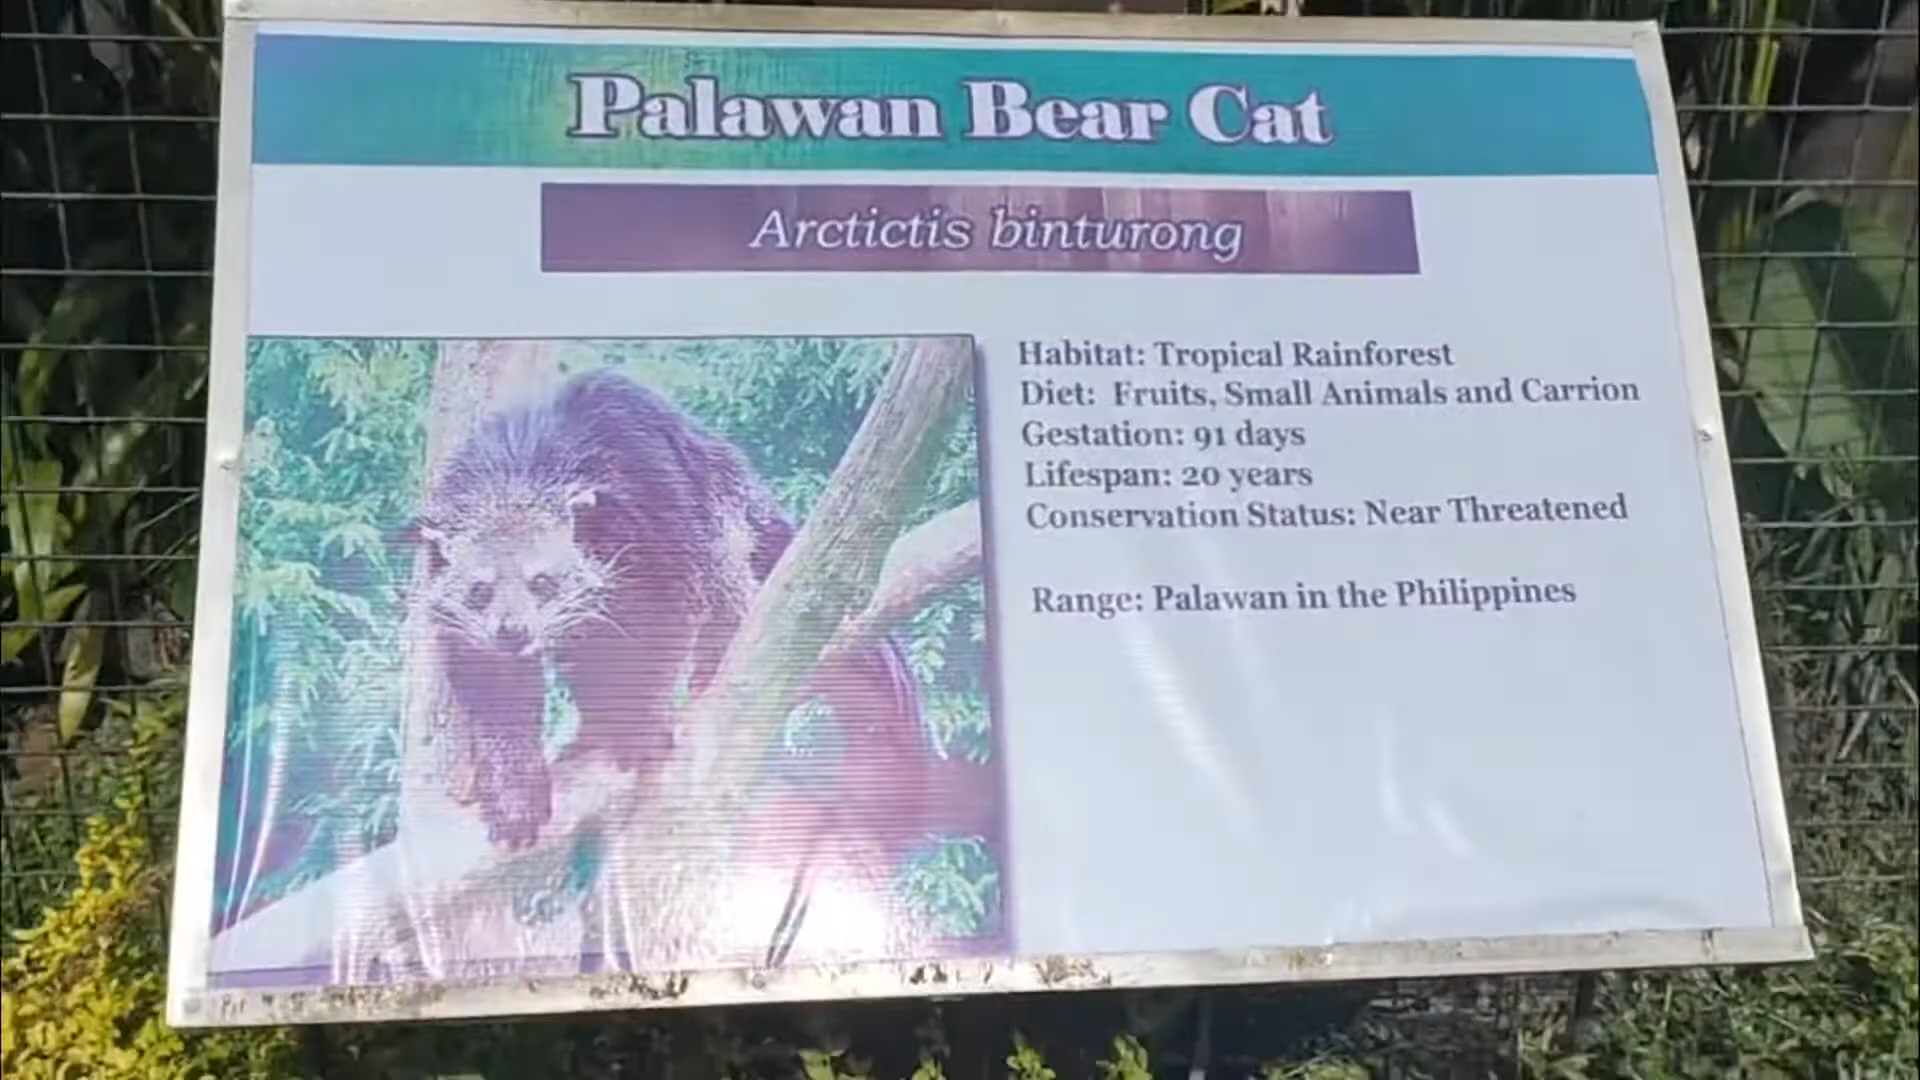 Palawan Bear Cat
Arctictis binturong
Habitat: Tropical Rainforest
Diet: Fruits, Small Animals and Carrion
Gestation: 91 days
Lifespan: 20 years
Conservation Status: Near Threatened
Range: Palawan in the Philippines